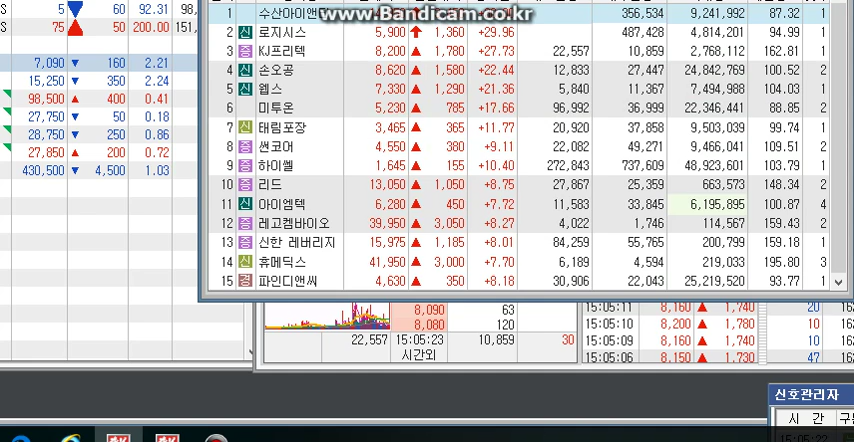 S 5 60 92.31 98,
S 75 50 200.00 151,
7,090 ▼ 160 2.21
15,250 ▼ 350 2.24
98,500 ▲ 400 0.41
27,750 ▼ 50 0.18
28,750 ▼ 250 0.86
27,850 ▲ 200 0.72
430,500 ▼ 4,500 1.03
www.Bandicam.co.kr
1 수산아이앤티 356,534 9,241,992 87.32 1
2 신 로지시스 5,900 1,360 +29.96 487,428 4,814,201 94.99 1
3 증 KJ프리텍 8,200 ▲ 1,780 +27.73 22,557 10,859 2,768,112 162.81 1
4 신 손오공 8,620 ▲ 1,580 +22.44 12,833 27,447 24,842,769 100.52 2
5 신 웹스 7,330 ▲ 1,290 +21.36 5,840 11,367 7,494,988 104.03 1
6 미투온 5,230 ▲ 785 +17.66 96,992 36,999 22,346,441 88.85 2
7 신 태림포장 3,465 ▲ 365 +11.77 20,920 37,858 9,503,039 99.74 1
8 증 썬코어 4,550 ▲ 380 +9.11 22,082 49,271 9,466,041 109.51 2
9 증 하이쎌 1,645 ▲ 155 +10.40 272,843 737,609 48,923,601 103.79 1
10 증 리드 13,050 ▲ 1,050 +8.75 27,867 25,359 663,573 148.34 2
11 신 아이엠텍 6,280 ▲ 450 +7.72 11,583 33,845 6,195,895 100.87 4
12 증 레고켐바이오 39,950 ▲ 3,050 +8.27 4,022 1,746 114,567 159.43 2
13 증 신한 레버리지 15,975 ▲ 1,185 +8.01 84,259 55,765 200,799 159.18 1
14 신 휴메딕스 41,950 ▲ 3,000 +7.70 6,189 4,594 219,033 195.80 3
15 경 파인디앤씨 4,630 ▲ 350 +8.18 30,906 22,043 25,219,520 93.77 1
8,090 63
8,080 120
22,557 15:05:23 10,859 30
시간외
15:05:11 8,160 ▲ 1,740 20 162
15:05:10 8,200 ▲ 1,780 10 162
15:05:09 8,160 ▲ 1,740 10 162
15:05:06 8,150 ▲ 1,730 47 162
신호관리자
시 간 구
15:05:22